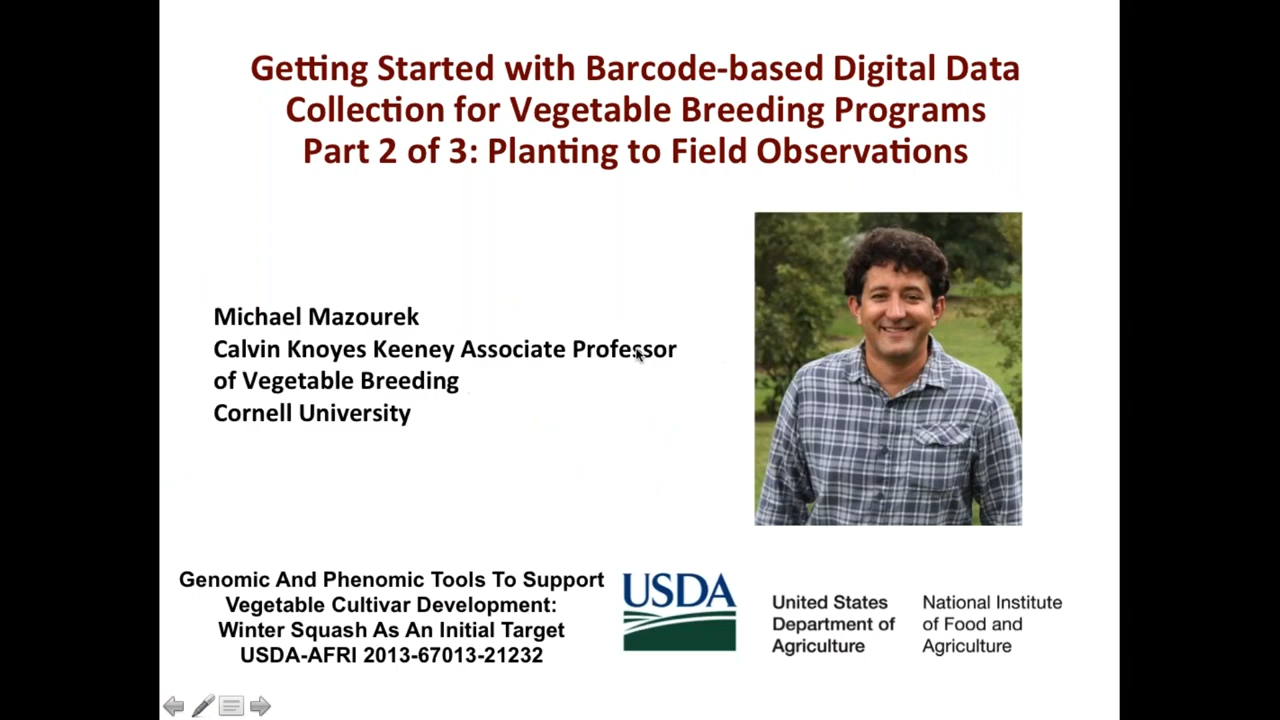 Getting Started with Barcode-based Digital Data
Collection for Vegetable Breeding Programs
Part 2 of 3: Planting to Field Observations
Michael Mazourek
Calvin Knoyes Keeney Associate Professor
of Vegetable Breeding
Cornell University
Genomic And Phenomic Tools To Support
Vegetable Cultivar Development:
Winter Squash As An Initial Target
USDA-AFRI 2013-67013-21232
USDA
United States
Department of
Agriculture
National Institute
of Food and
Agriculture